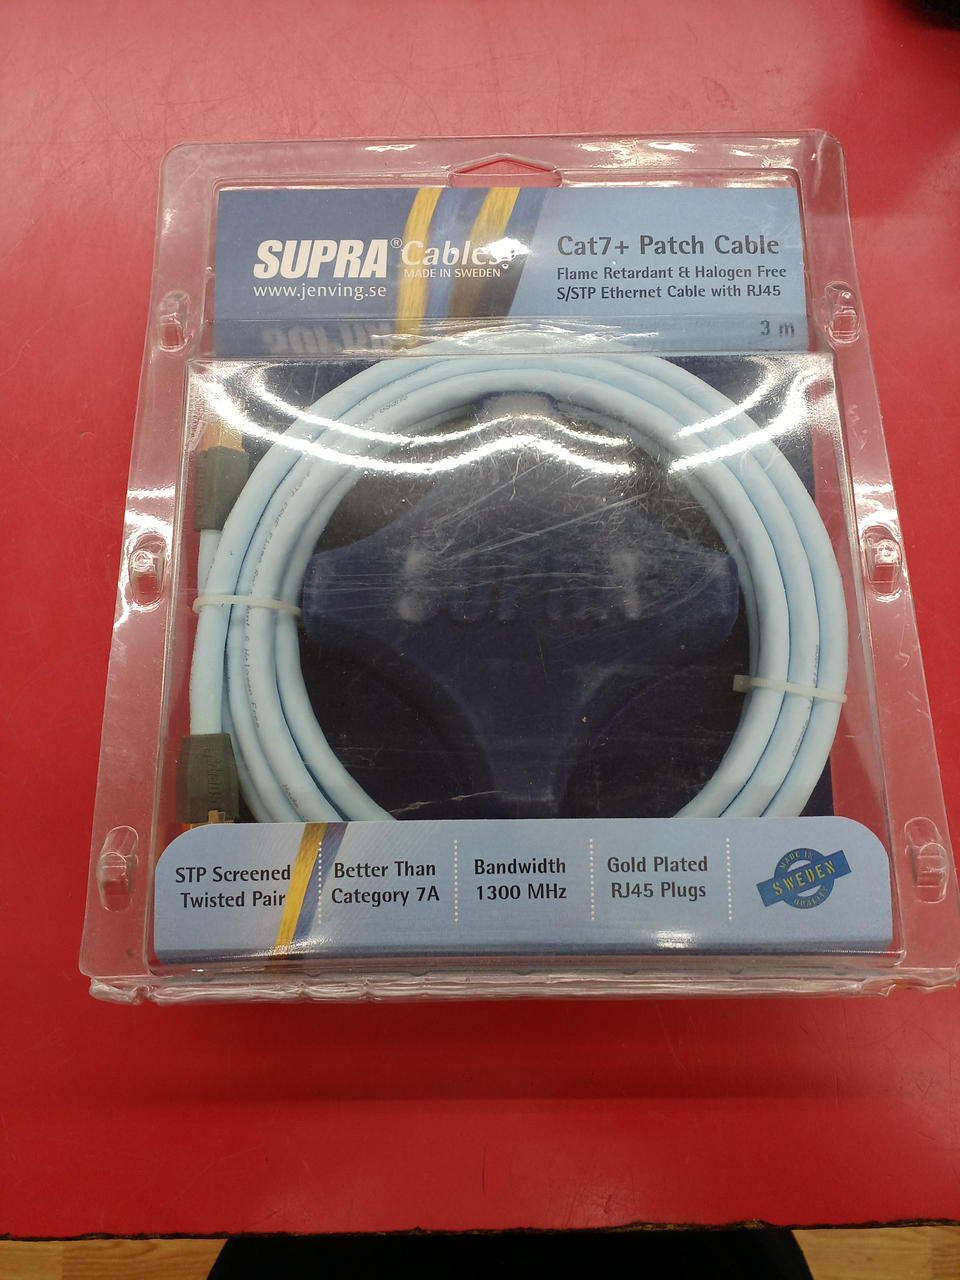 SUPRA® Cables
MADE IN SWEDEN
www.jenving.se
Cat7+ Patch Cable
Flame Retardant & Halogen Free
S/STP Ethernet Cable with RJ45
3 m
SUPRA
STP Screened
Twisted Pair
Better Than
Category 7A
Bandwidth
1300 MHz
Gold Plated
RJ45 Plugs
MADE IN
SWEDEN
QUALITY